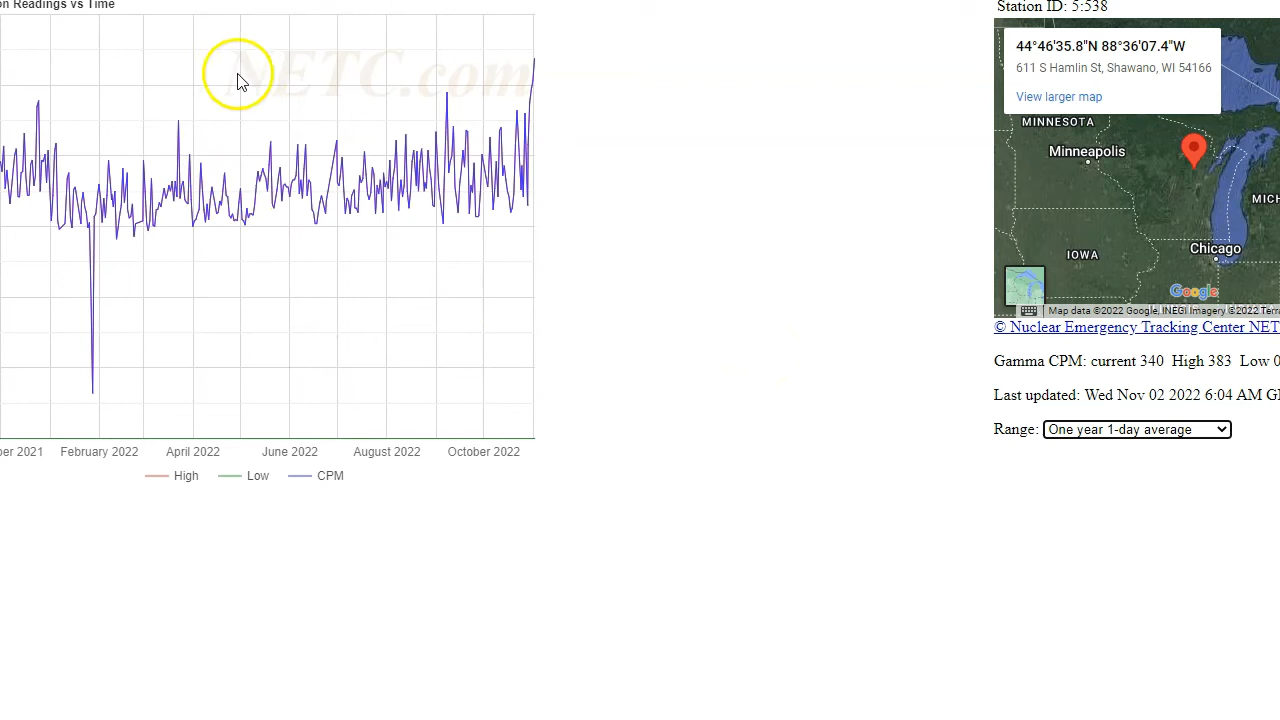 on Readings vs Time
NETC.com
ber 2021 February 2022 April 2022 June 2022 August 2022 October 2022
High Low CPM
Station ID: 5:538
44°46'35.8"N 88°36'07.4"W
611 S Hamlin St, Shawano, WI 54166
View larger map
MINNESOTA
Minneapolis
MICH
IOWA
Chicago
Google
Map data ©2022 Google, INEGI Imagery ©2022 Terra
© Nuclear Emergency Tracking Center NET
Gamma CPM: current 340 High 383 Low 0
Last updated: Wed Nov 02 2022 6:04 AM G
Range: One year 1-day average